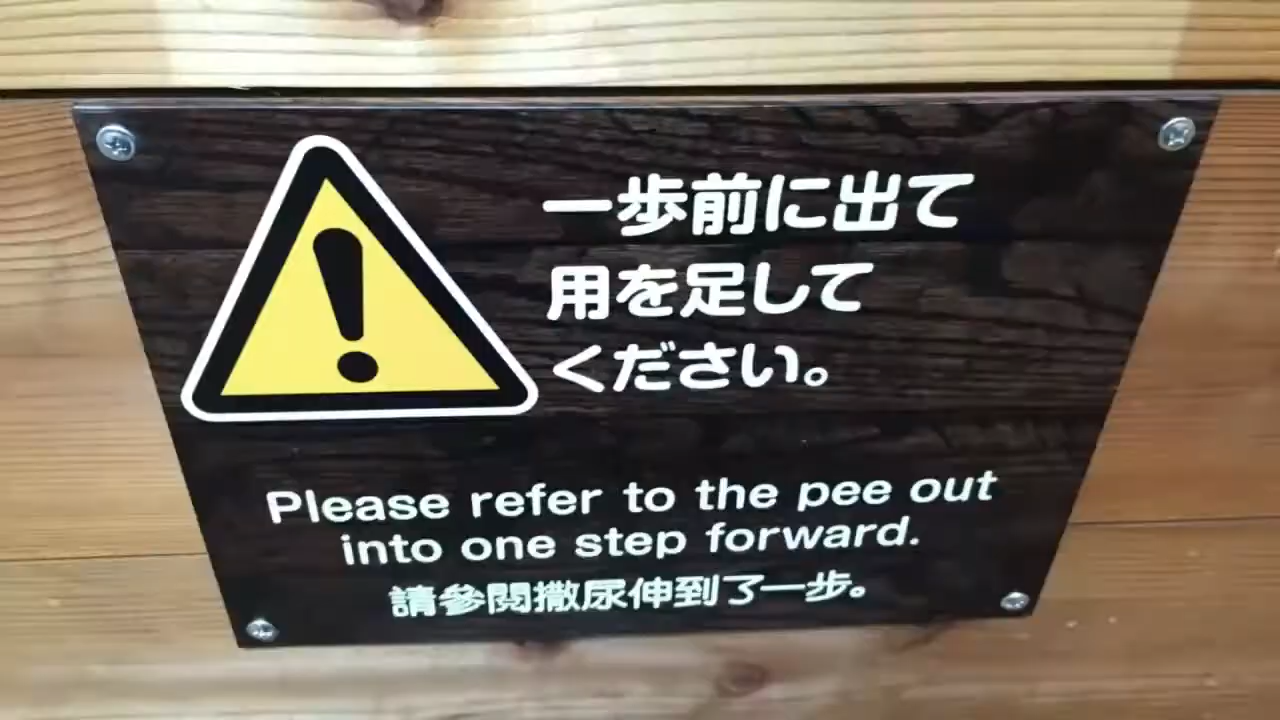 一歩前に出て
用を足して
ください。
Please refer to the pee out
into one step forward.
請參閱撒尿伸到了一步。